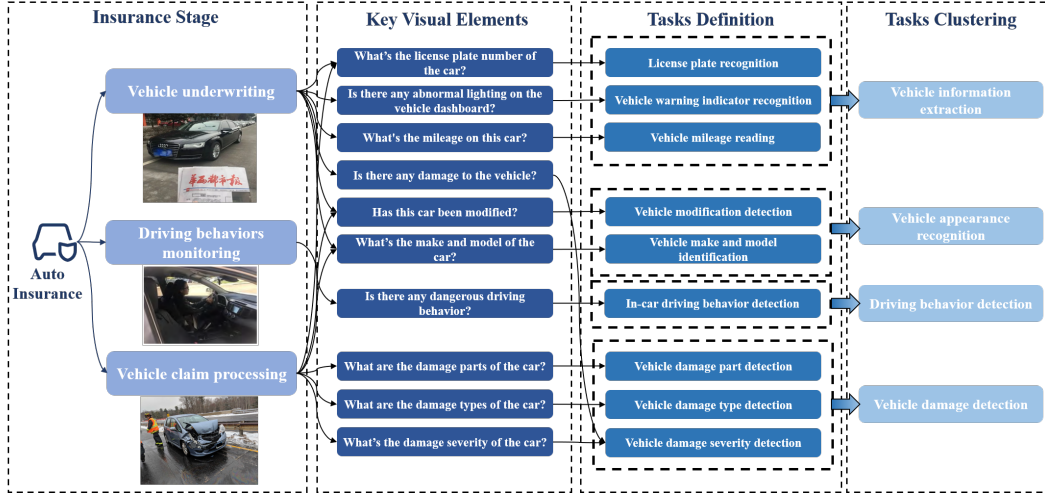 Insurance Stage
Key Visual Elements
Tasks Definition
Tasks Clustering
Auto
Insurance
Vehicle underwriting
华西都市报
Driving behaviors
monitoring
Vehicle claim processing
What's the license plate number of
the car?
Is there any abnormal lighting on the
vehicle dashboard?
What's the mileage on this car?
Is there any damage to the vehicle?
Has this car been modified?
What's the make and model of the
car?
Is there any dangerous driving
behavior?
What are the damage parts of the car?
What are the damage types of the car?
What's the damage severity of the car?
License plate recognition
Vehicle warning indicator recognition
Vehicle mileage reading
Vehicle modification detection
Vehicle make and model
identification
In-car driving behavior detection
Vehicle damage part detection
Vehicle damage type detection
Vehicle damage severity detection
Vehicle information
extraction
Vehicle appearance
recognition
Driving behavior detection
Vehicle damage detection